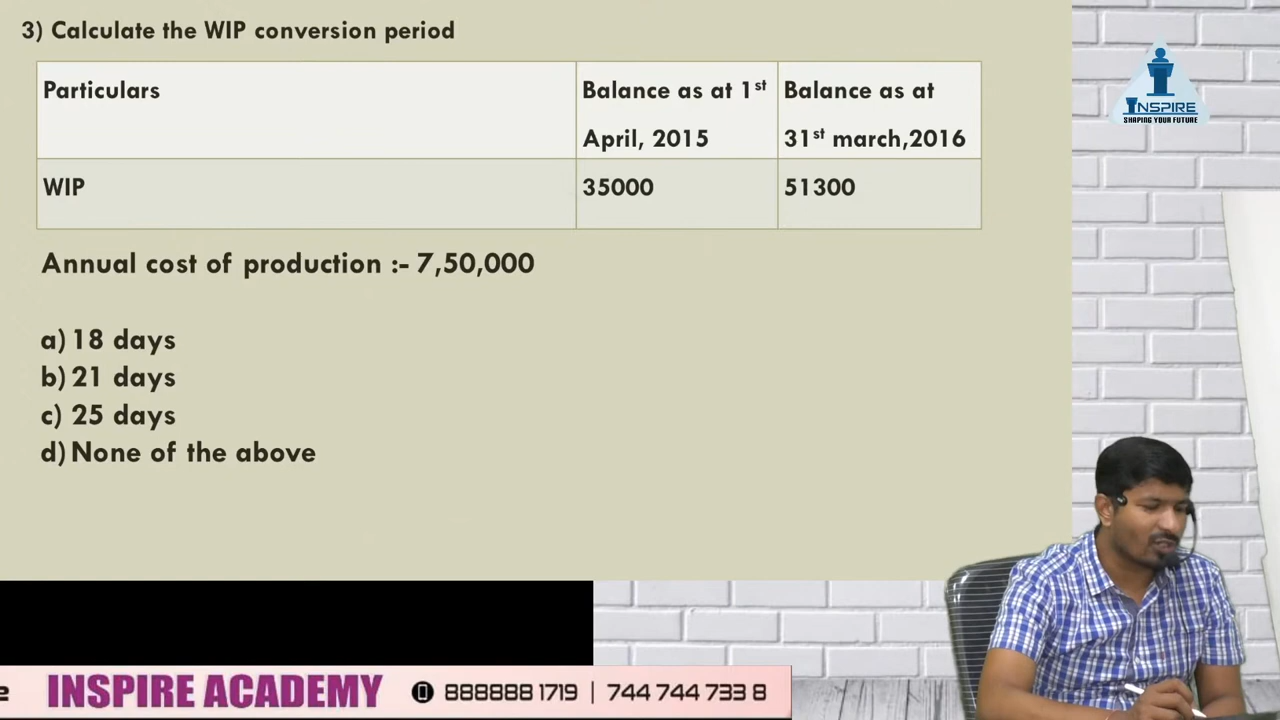 3) Calculate the WIP conversion period
Particulars
Balance as at 1st
April, 2015
Balance as at
31st march,2016
WIP
35000
51300
Annual cost of production :- 7,50,000
a) 18 days
b) 21 days
c) 25 days
d) None of the above
INSPIRE
SHAPING YOUR FUTURE
e INSPIRE ACADEMY 888888 1719 | 744 744 733 8